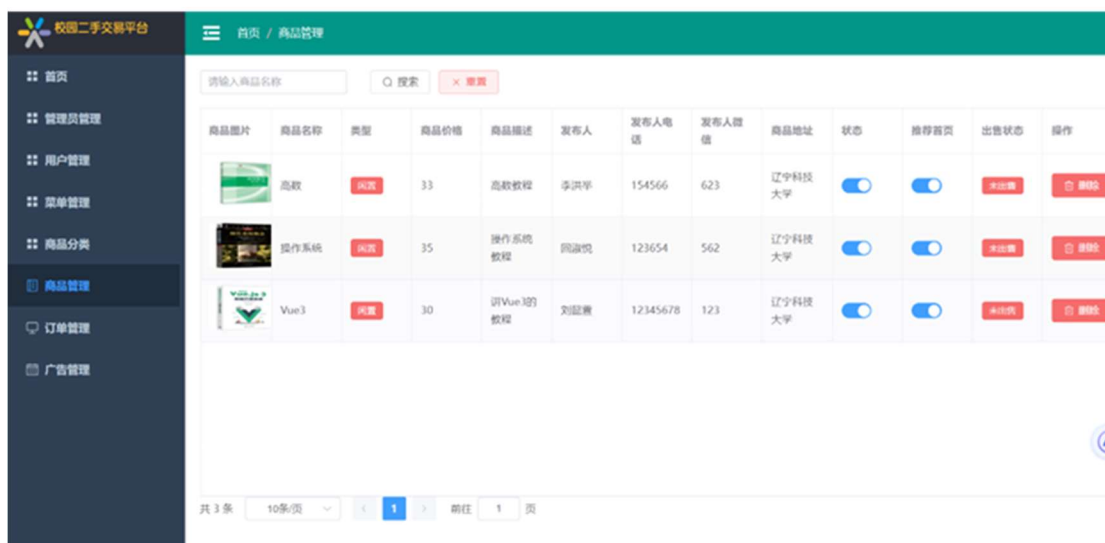 校园二手交易平台
首页 / 商品管理
首页
管理员管理
用户管理
菜单管理
商品分类
商品管理
订单管理
广告管理
请输入商品名称
搜索
重置
商品图片 商品名称 类型 商品价格 商品描述 发布人 发布人电话 发布人微信 商品地址 状态 推荐首页 出售状态 操作
高数 闲置 33 高数教程 154566 623 辽宁科技大学 未出售 删除
操作系统 闲置 35 操作系统教程 123654 562 辽宁科技大学 未出售 删除
Vue3 闲置 30 讲Vue3的教程 12345678 123 辽宁科技大学 未出售 删除
共 3 条 10条/页 1 前往 1 页